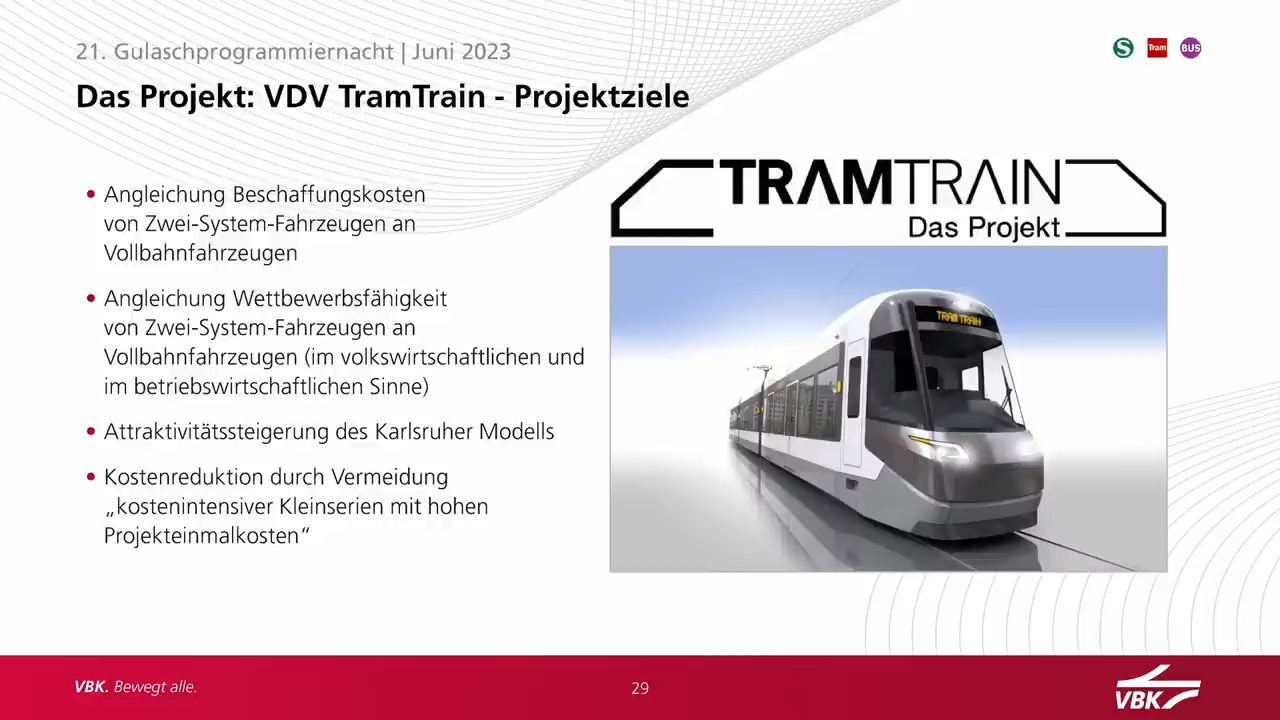 21. Gulaschprogrammiernacht | Juni 2023
S
Tram
BUS
Das Projekt: VDV TramTrain - Projektziele
• Angleichung Beschaffungskosten
von Zwei-System-Fahrzeugen an
Vollbahnfahrzeugen
• Angleichung Wettbewerbsfähigkeit
von Zwei-System-Fahrzeugen an
Vollbahnfahrzeugen (im volkswirtschaftlichen und
im betriebswirtschaftlichen Sinne)
• Attraktivitätssteigerung des Karlsruher Modells
• Kostenreduktion durch Vermeidung
„kostenintensiver Kleinserien mit hohen
Projekteinmalkosten“
TRAMTRAIN
Das Projekt
TRAM TRAIN
VBK. Bewegt alle.
29
VBK